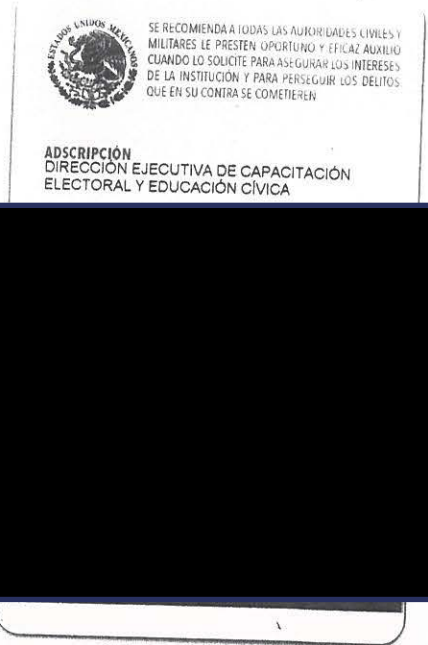 ESTADOS UNIDOS MEXICANOS
SE RECOMIENDA A TODAS LAS AUTORIDADES CIVILES Y
MILITARES LE PRESTEN OPORTUNO Y EFICAZ AUXILIO
CUANDO LO SOLICITE PARA ASEGURAR LOS INTERESES
DE LA INSTITUCIÓN Y PARA PERSEGUIR LOS DELITOS
QUE EN SU CONTRA SE COMETIEREN
ADSCRIPCIÓN
DIRECCIÓN EJECUTIVA DE CAPACITACIÓN
ELECTORAL Y EDUCACIÓN CÍVICA